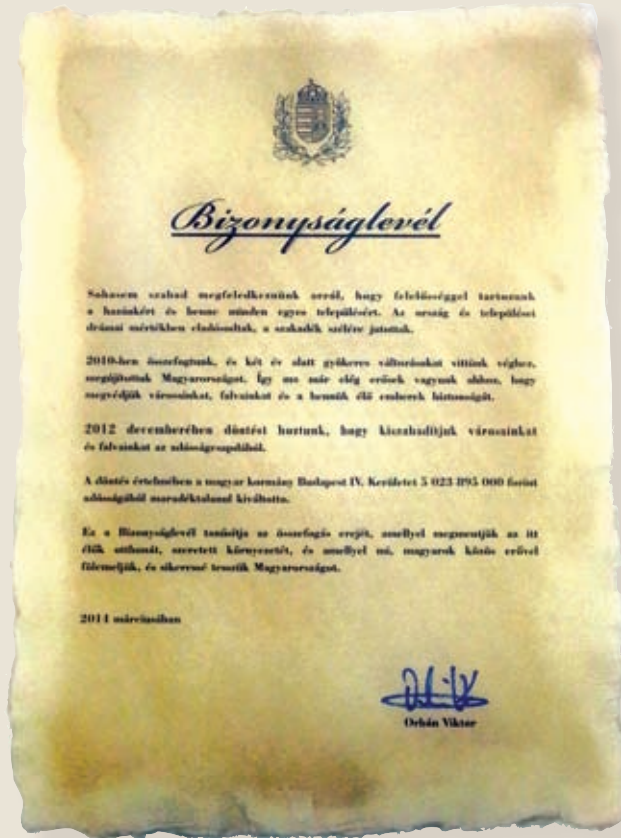 Bizonyságlevél
Sohasem szabad megfeledkeznünk arról, hogy felelősséggel tartozunk
a hazánkért és benne minden egyes településért. Az ország és települései
drámai mértékben eladósodtak, a szakadék szélére jutottak.
2010-ben összefogtunk, és két év alatt gyökeres változásokat vittünk véghez,
megújítottuk Magyarországot. Így ma már elég erősek vagyunk ahhoz, hogy
megvédjük városainkat, falvainkat és a bennük élő emberek biztonságát.
2012 decemberében döntést hoztunk, hogy kiszabadítjuk városainkat
és falvainkat az adósságcsapdából.
A döntés értelmében a magyar kormány Budapest IV. Kerületet 5 023 895 000 forint
adósságából maradéktalanul kiváltotta.
Ez a Bizonyságlevél tanúsítja az összefogás erejét, amellyel megmentjük az itt
élők otthonát, szeretett környezetét, és amellyel mi, magyarok közös erővel
fölemeljük, és sikeressé tesszük Magyarországot.
2014 márciusában
Orbán Viktor